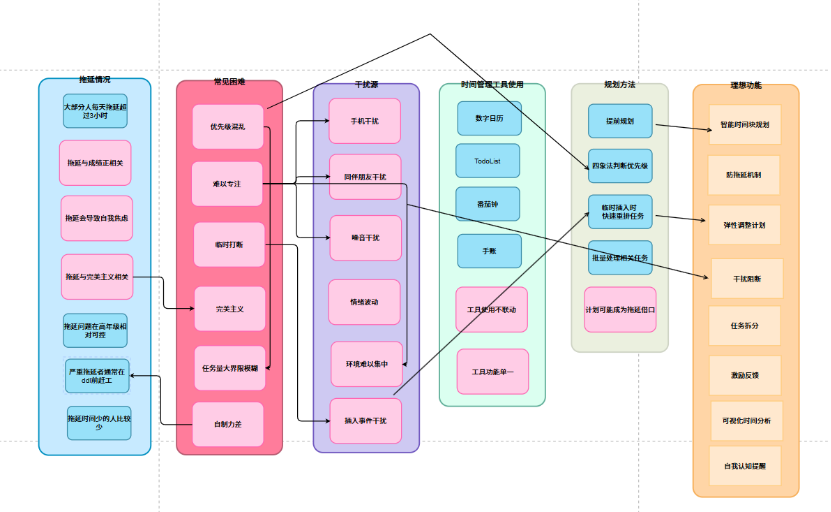 拖延情况
大部分人每天拖延超
过3小时
拖延与成绩正相关
拖延会导致自我焦虑
拖延与完美主义相关
拖延问题在高年级相
对可控
严重拖延者通常在
ddl前赶工
拖延时间少的人比较
少
常见困难
优先级混乱
难以专注
临时打断
完美主义
任务量大界限模糊
自制力差
干扰源
手机干扰
同伴朋友干扰
噪音干扰
情绪波动
环境难以集中
插入事件干扰
时间管理工具使用
数字日历
TodoList
番茄钟
手账
工具使用不联动
工具功能单一
规划方法
提前规划
四象法判断优先级
临时插入时
快速重排任务
批量处理相关任务
计划可能成为拖延借口
理想功能
智能时间块规划
防拖延机制
弹性调整计划
干扰阻断
任务拆分
激励反馈
可视化时间分析
自我认知提醒